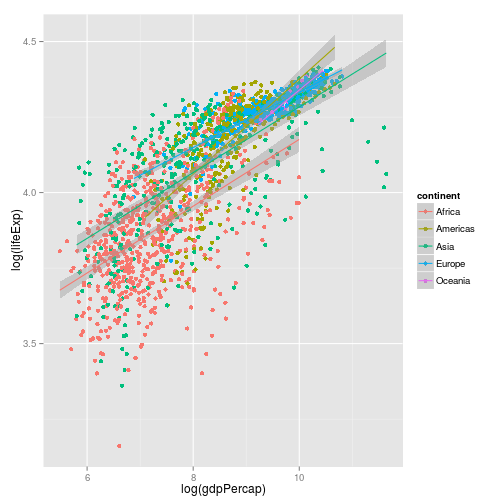 4.5
4.0
3.5
log(lifeExp)
6
8
10
log(gdpPercap)
continent
Africa
Americas
Asia
Europe
Oceania